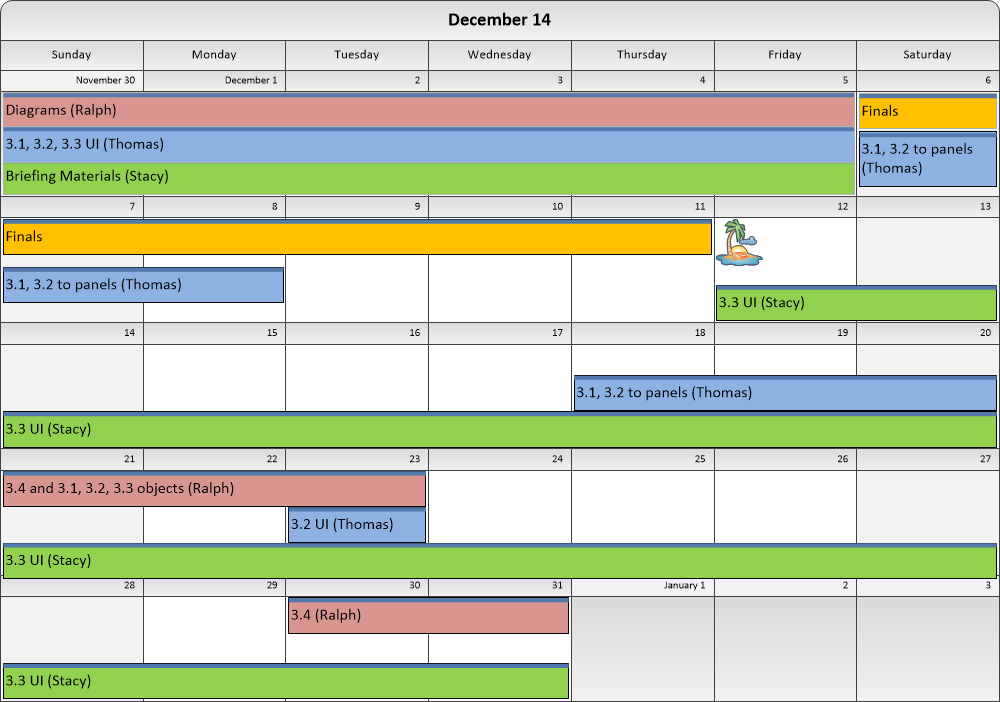 December 14
Sunday Monday Tuesday Wednesday Thursday Friday Saturday
November 30 December 1 2 3 4 5 6
Diagrams (Ralph)
Finals
3.1, 3.2, 3.3 UI (Thomas)
3.1, 3.2 to panels
(Thomas)
Briefing Materials (Stacy)
7 8 9 10 11 12 13
Finals
3.1, 3.2 to panels (Thomas)
3.3 UI (Stacy)
14 15 16 17 18 19 20
3.1, 3.2 to panels (Thomas)
3.3 UI (Stacy)
21 22 23 24 25 26 27
3.4 and 3.1, 3.2, 3.3 objects (Ralph)
3.2 UI (Thomas)
3.3 UI (Stacy)
28 29 30 31 January 1 2 3
3.4 (Ralph)
3.3 UI (Stacy)